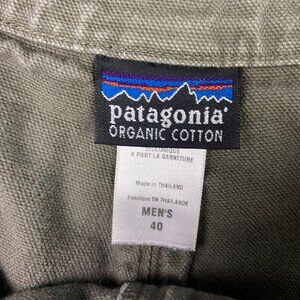 patagonia®
ORGANIC COTTON
BIOLOGIQUE
À PART LA GARNITURE
Made in THAILAND
Fabriqué EN THAÏLANDE
MEN'S
40